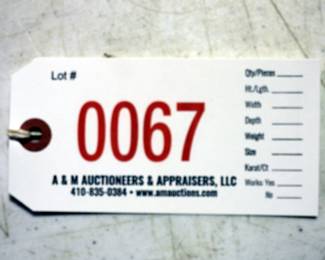 Lot #
0067
A & M AUCTIONEERS & APPRAISERS, LLC
410-835-0384 • www.amauctions.com
Qty/Pieces
Ht./Lgth.
Width
Depth
Weight
Size
Karat/Ct
Works: Yes
No